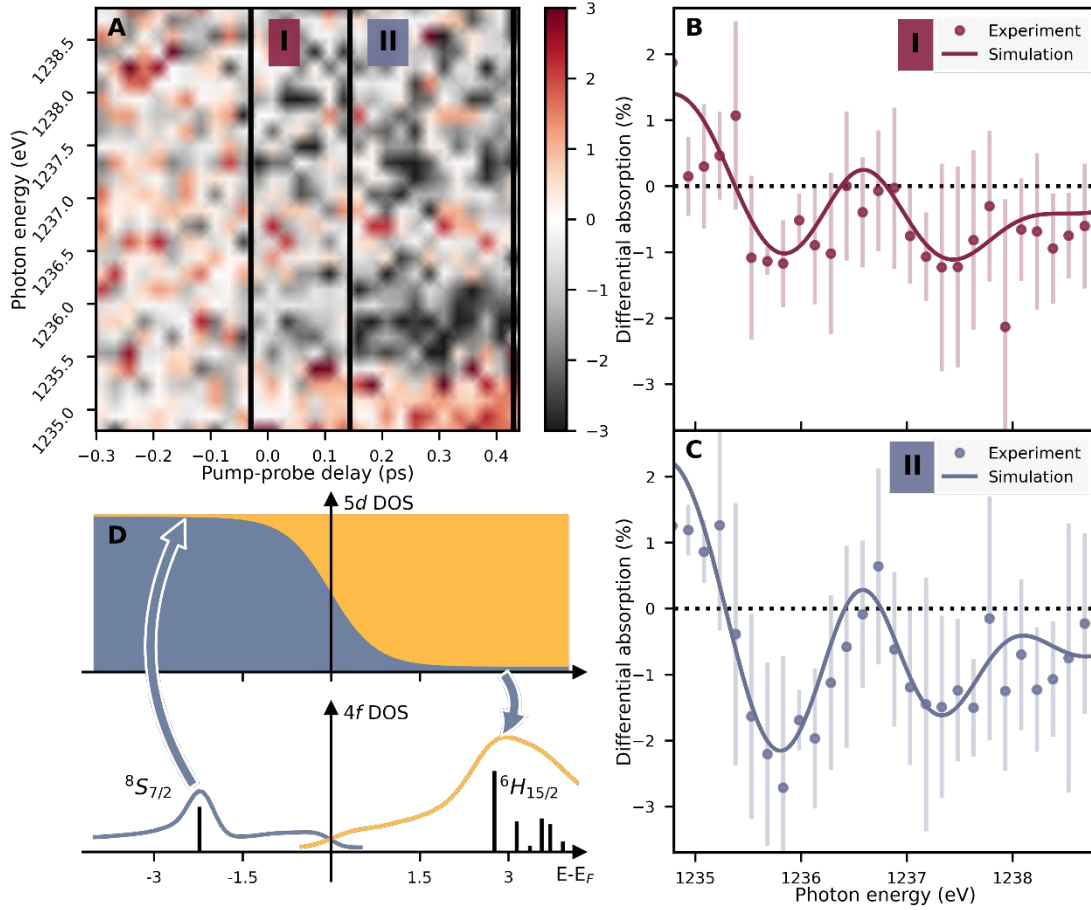 A
I
II
Photon energy (eV)
1238.5
1238.0
1237.5
1237.0
1236.5
1236.0
1235.5
1235.0
−0.3 −0.2 −0.1 0.0 0.1 0.2 0.3 0.4
Pump-probe delay (ps)
3
2
1
0
−1
−2
−3
B
I
Experiment
Simulation
Differential absorption (%)
2
1
0
−1
−2
−3
C
II
Experiment
Simulation
Differential absorption (%)
2
1
0
−1
−2
−3
1235 1236 1237 1238
Photon energy (eV)
D
5d DOS
4f DOS
⁸S₇/₂
⁶H₁₅/₂
-3 -1.5 1.5 3 E-E_F